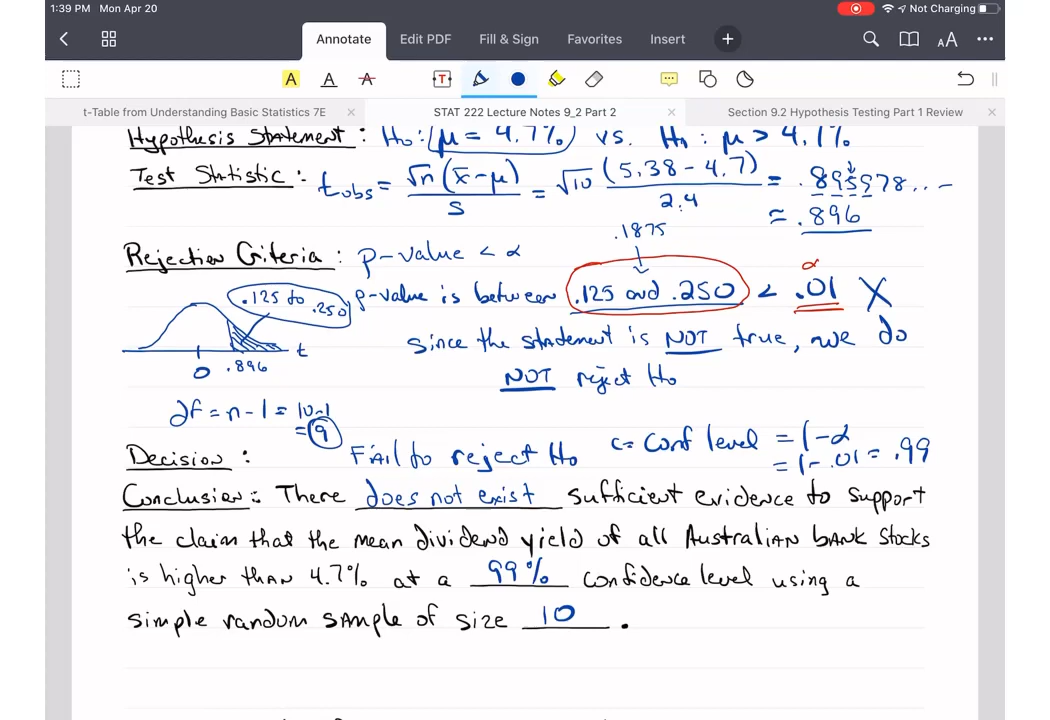 1:39 PM Mon Apr 20
Not Charging
Annotate Edit PDF Fill & Sign Favorites Insert +
AA
A A A T T
t-Table from Understanding Basic Statistics 7E × STAT 222 Lecture Notes 9_2 Part 2 × Section 9.2 Hypothesis Testing Part 1 Review ×
Hypothesis Statement : H₀ : (μ = 4.7%) vs. H₁ : μ > 4.7%
Test Statistic : t_obs = √n (x̄ - μ) / s = √10 (5.38 - 4.7) / 2.4 = .895978...
≈ .896
.1875
Rejection Criteria : p-value < α
α
.125 to .250
p-value is between .125 and .250 < .01 X
0 .896 t
since the statement is NOT true, we do
NOT reject H₀
df = n - 1 = 10-1
= 9
c = conf level = 1-α
= 1-.01 = .99
Decision : FAil to reject H₀
Conclusion : There does not exist sufficient evidence to support
the claim that the mean dividend yield of all Australian bank stocks
is higher than 4.7% at a 99% confidence level using a
simple random sample of size 10 .